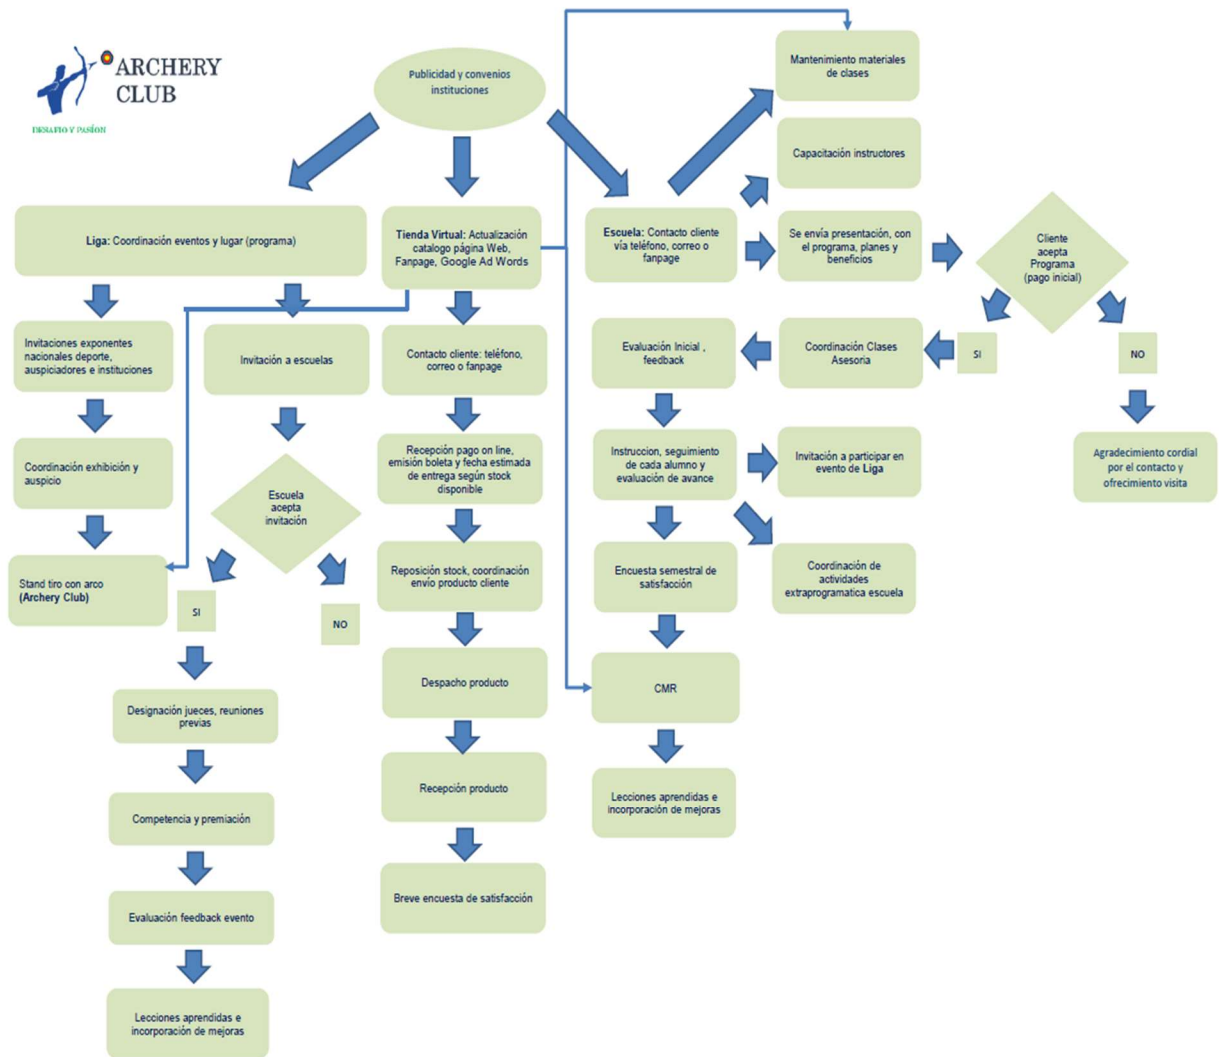 ARCHERY
CLUB
DESAFIO Y PASÍON
Publicidad y convenios
instituciones
Mantenimiento materiales
de clases
Capacitación instructores
Liga: Coordinación eventos y lugar (programa)
Tienda Virtual: Actualización
catalogo página Web,
Fanpage, Google Ad Words
Escuela: Contacto cliente
vía teléfono, correo o
fanpage
Se envía presentación, con
el programa, planes y
beneficios
Cliente
acepta
Programa
(pago inicial)
Invitaciones exponentes
nacionales deporte,
auspiciadores e instituciones
Invitación a escuelas
Contacto cliente: teléfono,
correo o fanpage
Evaluación Inicial ,
feedback
Coordinación Clases
Asesoria
SI
NO
Coordinación exhibición y
auspicio
Escuela
acepta
invitación
Recepción pago on line,
emisión boleta y fecha estimada
de entrega según stock
disponible
Instruccion, seguimiento
de cada alumno y
evaluación de avance
Invitación a participar en
evento de Liga
Agradecimiento cordial
por el contacto y
ofrecimiento visita
Stand tiro con arco
(Archery Club)
SI
NO
Reposición stock, coordinación
envío producto cliente
Encuesta semestral de
satisfacción
Coordinación de
actividades
extraprogramatica escuela
Designación jueces, reuniones
previas
Despacho producto
CMR
Competencia y premiación
Recepción producto
Lecciones aprendidas e
incorporación de mejoras
Evaluación feedback evento
Breve encuesta de satisfacción
Lecciones aprendidas e
incorporación de mejoras